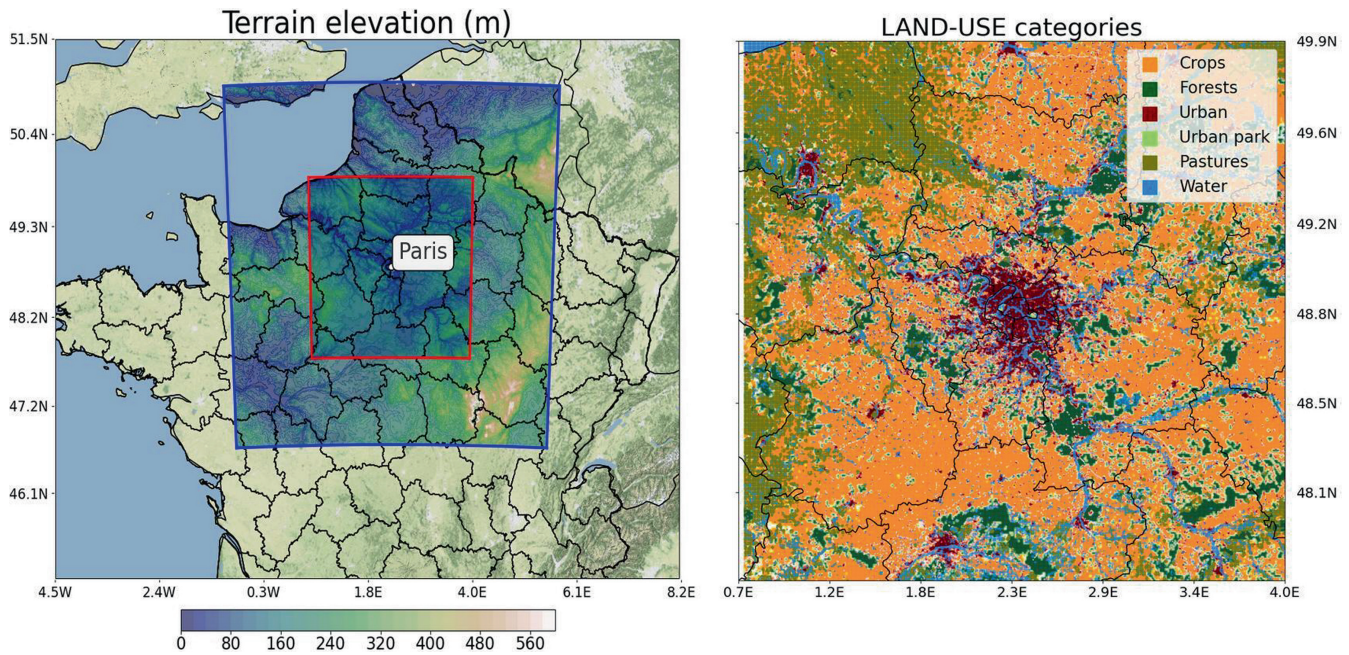 Terrain elevation (m)
51.5N
50.4N
49.3N
48.2N
47.2N
46.1N
Paris
4.5W 2.4W 0.3W 1.8E 4.0E 6.1E 8.2E
0 80 160 240 320 400 480 560
LAND-USE categories
Crops
Forests
Urban
Urban park
Pastures
Water
49.9N
49.6N
49.2N
48.8N
48.5N
48.1N
0.7E 1.2E 1.8E 2.3E 2.9E 3.4E 4.0E